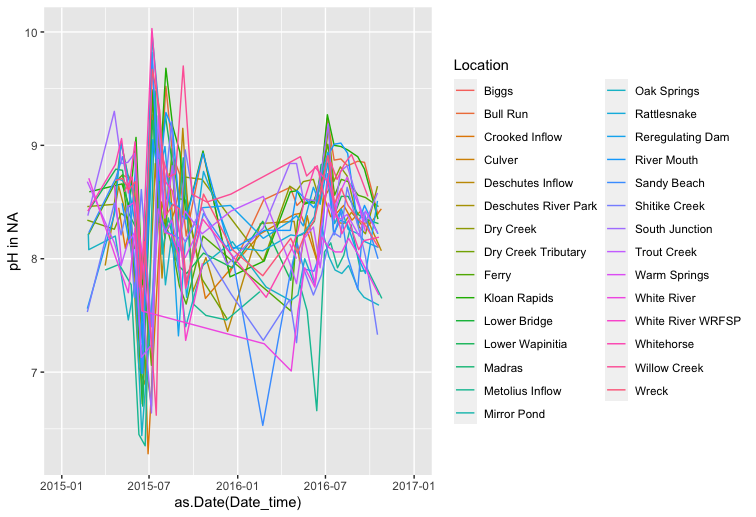 10
9
8
7
pH in NA
2015-01
2015-07
2016-01
2016-07
2017-01
as.Date(Date_time)
Location
Biggs
Bull Run
Crooked Inflow
Culver
Deschutes Inflow
Deschutes River Park
Dry Creek
Dry Creek Tributary
Ferry
Kloan Rapids
Lower Bridge
Lower Wapinitia
Madras
Metolius Inflow
Mirror Pond
Oak Springs
Rattlesnake
Reregulating Dam
River Mouth
Sandy Beach
Shitike Creek
South Junction
Trout Creek
Warm Springs
White River
White River WRFSP
Whitehorse
Willow Creek
Wreck